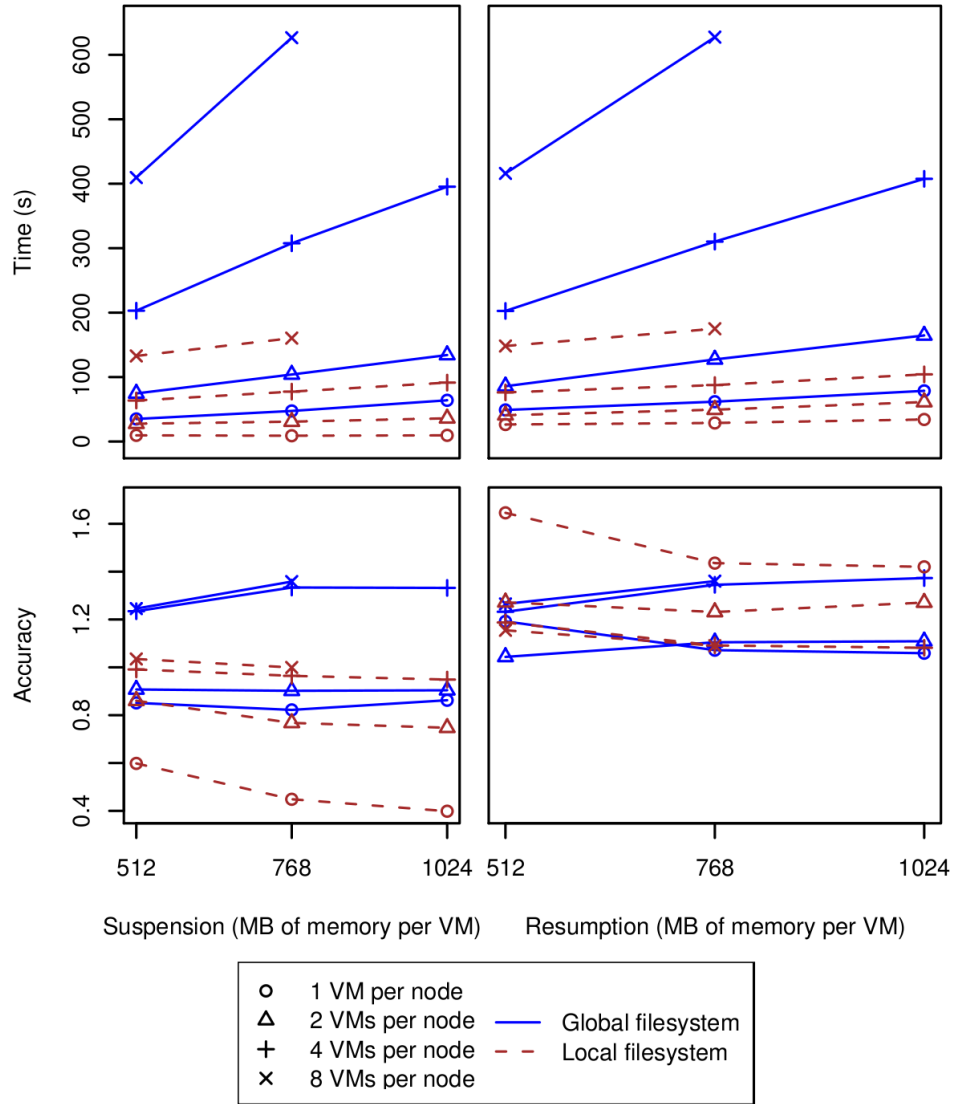 600
500
400
300
200
100
0
Time (s)
1.6
1.2
0.8
0.4
Accuracy
512 768 1024 512 768 1024
Suspension (MB of memory per VM) Resumption (MB of memory per VM)
1 VM per node
2 VMs per node Global filesystem
4 VMs per node Local filesystem
8 VMs per node